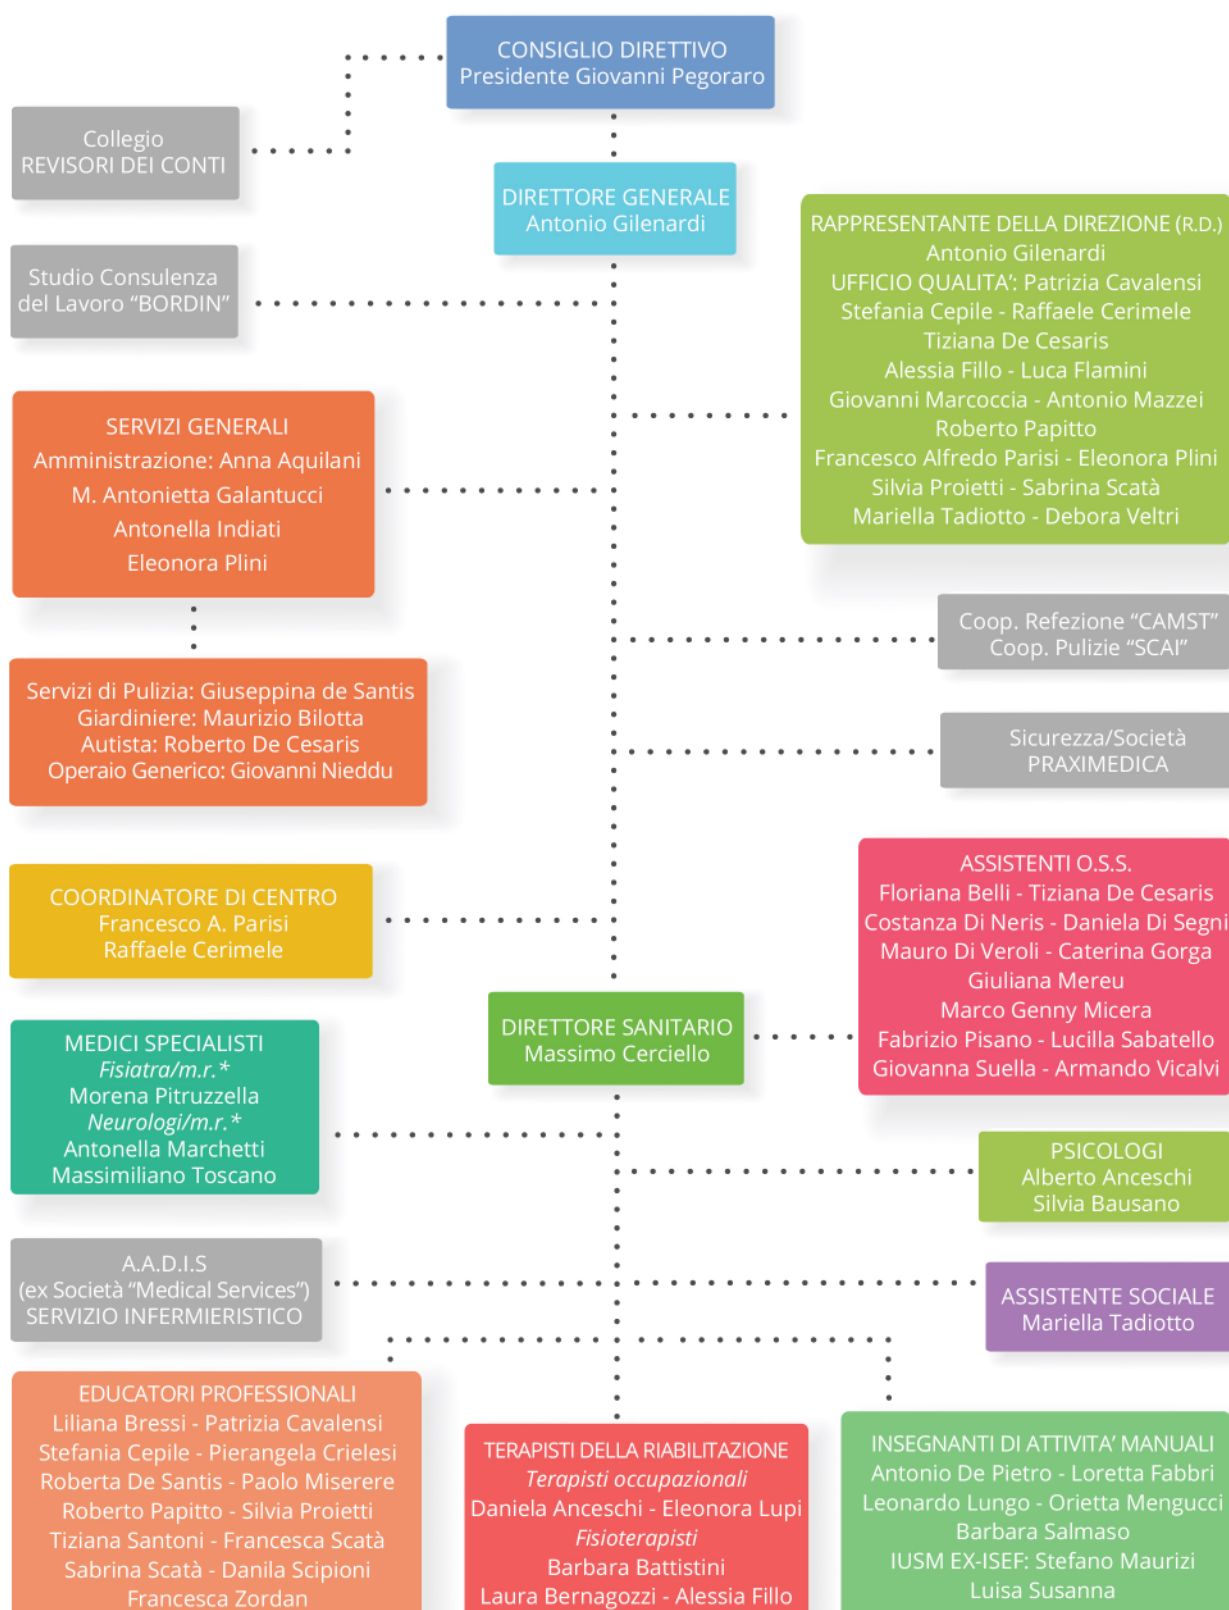 CONSIGLIO DIRETTIVO
Presidente Giovanni Pegoraro
Collegio
REVISORI DEI CONTI
DIRETTORE GENERALE
Antonio Gilenardi
Studio Consulenza
del Lavoro “BORDIN”
RAPPRESENTANTE DELLA DIREZIONE (R.D.)
Antonio Gilenardi
UFFICIO QUALITA’: Patrizia Cavalensi
Stefania Cepile - Raffaele Cerimele
Tiziana De Cesaris
Alessia Fillo - Luca Flamini
Giovanni Marcoccia - Antonio Mazzei
Roberto Papitto
Francesco Alfredo Parisi - Eleonora Plini
Silvia Proietti - Sabrina Scatà
Mariella Tadiotto - Debora Veltri
SERVIZI GENERALI
Amministrazione: Anna Aquilani
M. Antonietta Galantucci
Antonella Indiati
Eleonora Plini
Servizi di Pulizia: Giuseppina de Santis
Giardiniere: Maurizio Bilotta
Autista: Roberto De Cesaris
Operaio Generico: Giovanni Nieddu
Coop. Refezione “CAMST”
Coop. Pulizie “SCAI”
Sicurezza/Società
PRAXIMEDICA
COORDINATORE DI CENTRO
Francesco A. Parisi
Raffaele Cerimele
ASSISTENTI O.S.S.
Floriana Belli - Tiziana De Cesaris
Costanza Di Neris - Daniela Di Segni
Mauro Di Veroli - Caterina Gorga
Giuliana Mereu
Marco Genny Micera
Fabrizio Pisano - Lucilla Sabatello
Giovanna Suella - Armando Vicalvi
DIRETTORE SANITARIO
Massimo Cerciello
MEDICI SPECIALISTI
Fisiatra/m.r.*
Morena Pitruzzella
Neurologi/m.r.*
Antonella Marchetti
Massimiliano Toscano
PSICOLOGI
Alberto Anceschi
Silvia Bausano
A.A.D.I.S
(ex Società “Medical Services”)
SERVIZIO INFERMIERISTICO
ASSISTENTE SOCIALE
Mariella Tadiotto
EDUCATORI PROFESSIONALI
Liliana Bressi - Patrizia Cavalensi
Stefania Cepile - Pierangela Crielesi
Roberta De Santis - Paolo Miserere
Roberto Papitto - Silvia Proietti
Tiziana Santoni - Francesca Scatà
Sabrina Scatà - Danila Scipioni
Francesca Zordan
TERAPISTI DELLA RIABILITAZIONE
Terapisti occupazionali
Daniela Anceschi - Eleonora Lupi
Fisioterapisti
Barbara Battistini
Laura Bernagozzi - Alessia Fillo
INSEGNANTI DI ATTIVITA’ MANUALI
Antonio De Pietro - Loretta Fabbri
Leonardo Lungo - Orietta Mengucci
Barbara Salmaso
IUSM EX-ISEF: Stefano Maurizi
Luisa Susanna